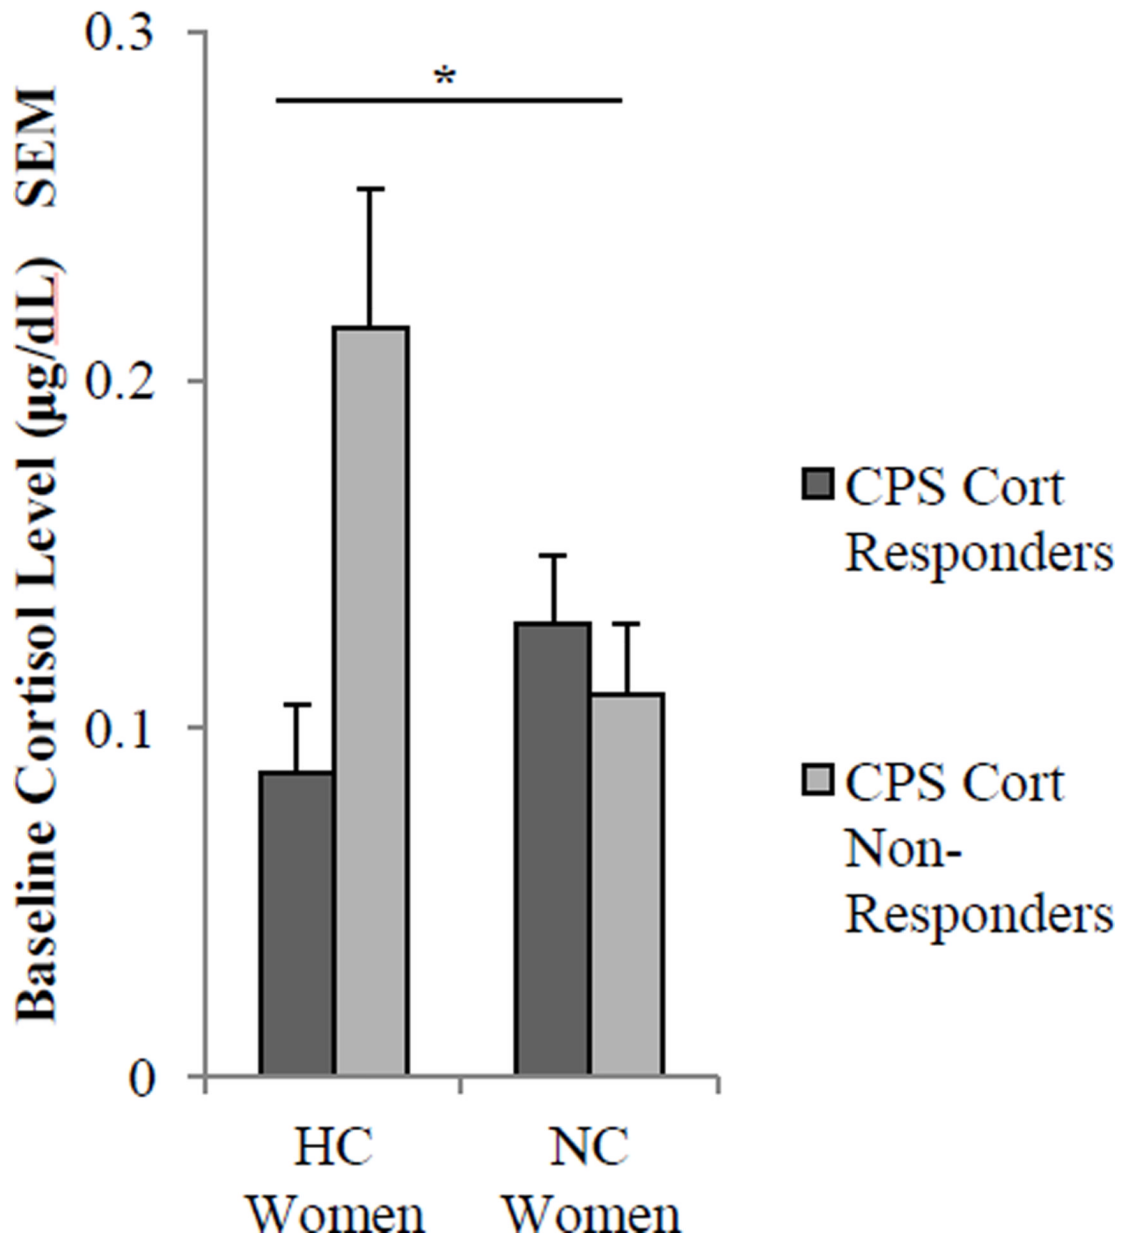 Baseline Cortisol Level (µg/dL) SEM
0.3
0.2
0.1
0
*
HC
Women
NC
Women
CPS Cort
Responders
CPS Cort
Non-
Responders